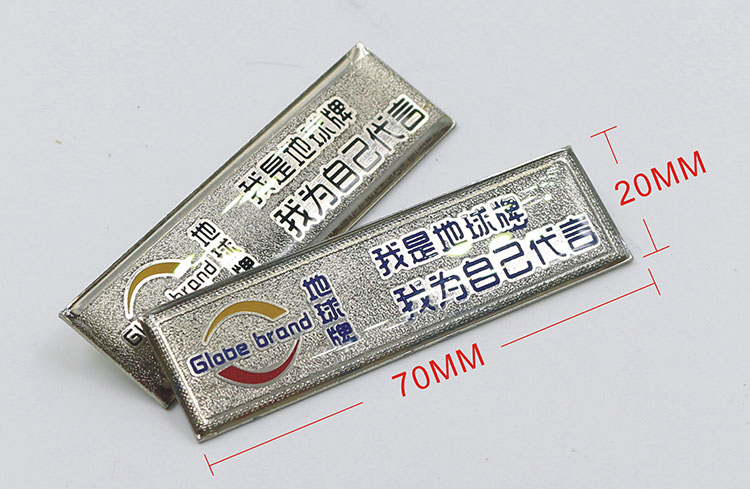 我是地球牌
我为自己代言
地球牌
Globe brand
我是地球牌
我为自己代言
地球牌
Globe brand
20MM
70MM